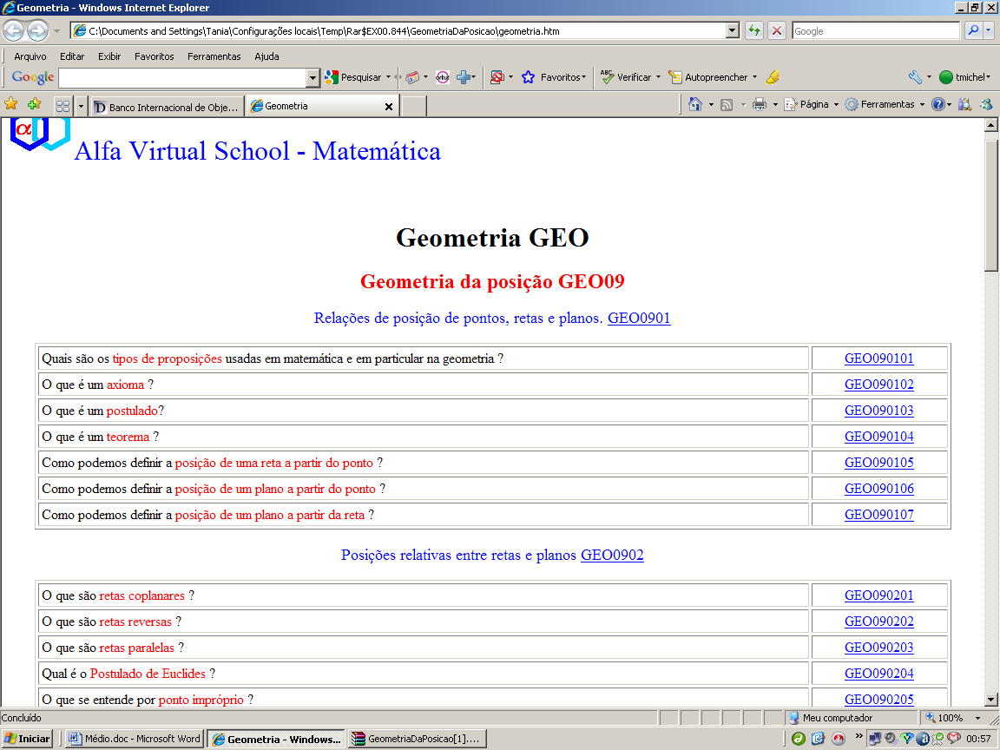 Geometria - Windows Internet Explorer
C:\Documents and Settings\Tania\Configurações locais\Temp\Rar$EX00.844\GeometriaDaPosicao\geometria.htm
Google
Arquivo Editar Exibir Favoritos Ferramentas Ajuda
Google Pesquisar Favoritos Verificar Autopreencher tmichel
Banco Internacional de Obje... Geometria Página Ferramentas
α
Alfa Virtual School - Matemática
Geometria GEO
Geometria da posição GEO09
Relações de posição de pontos, retas e planos. GEO0901
Quais são os tipos de proposições usadas em matemática e em particular na geometria ? GEO090101
O que é um axioma ? GEO090102
O que é um postulado? GEO090103
O que é um teorema ? GEO090104
Como podemos definir a posição de uma reta a partir do ponto ? GEO090105
Como podemos definir a posição de um plano a partir do ponto ? GEO090106
Como podemos definir a posição de um plano a partir da reta ? GEO090107
Posições relativas entre retas e planos GEO0902
O que são retas coplanares ? GEO090201
O que são retas reversas ? GEO090202
O que são retas paralelas ? GEO090203
Qual é o Postulado de Euclides ? GEO090204
O que se entende por ponto impróprio ? GEO090205
Concluído Meu computador 100%
Iniciar Médio.doc - Microsoft Word Geometria - Windows... GeometriaDaPosicao[1].... 00:57